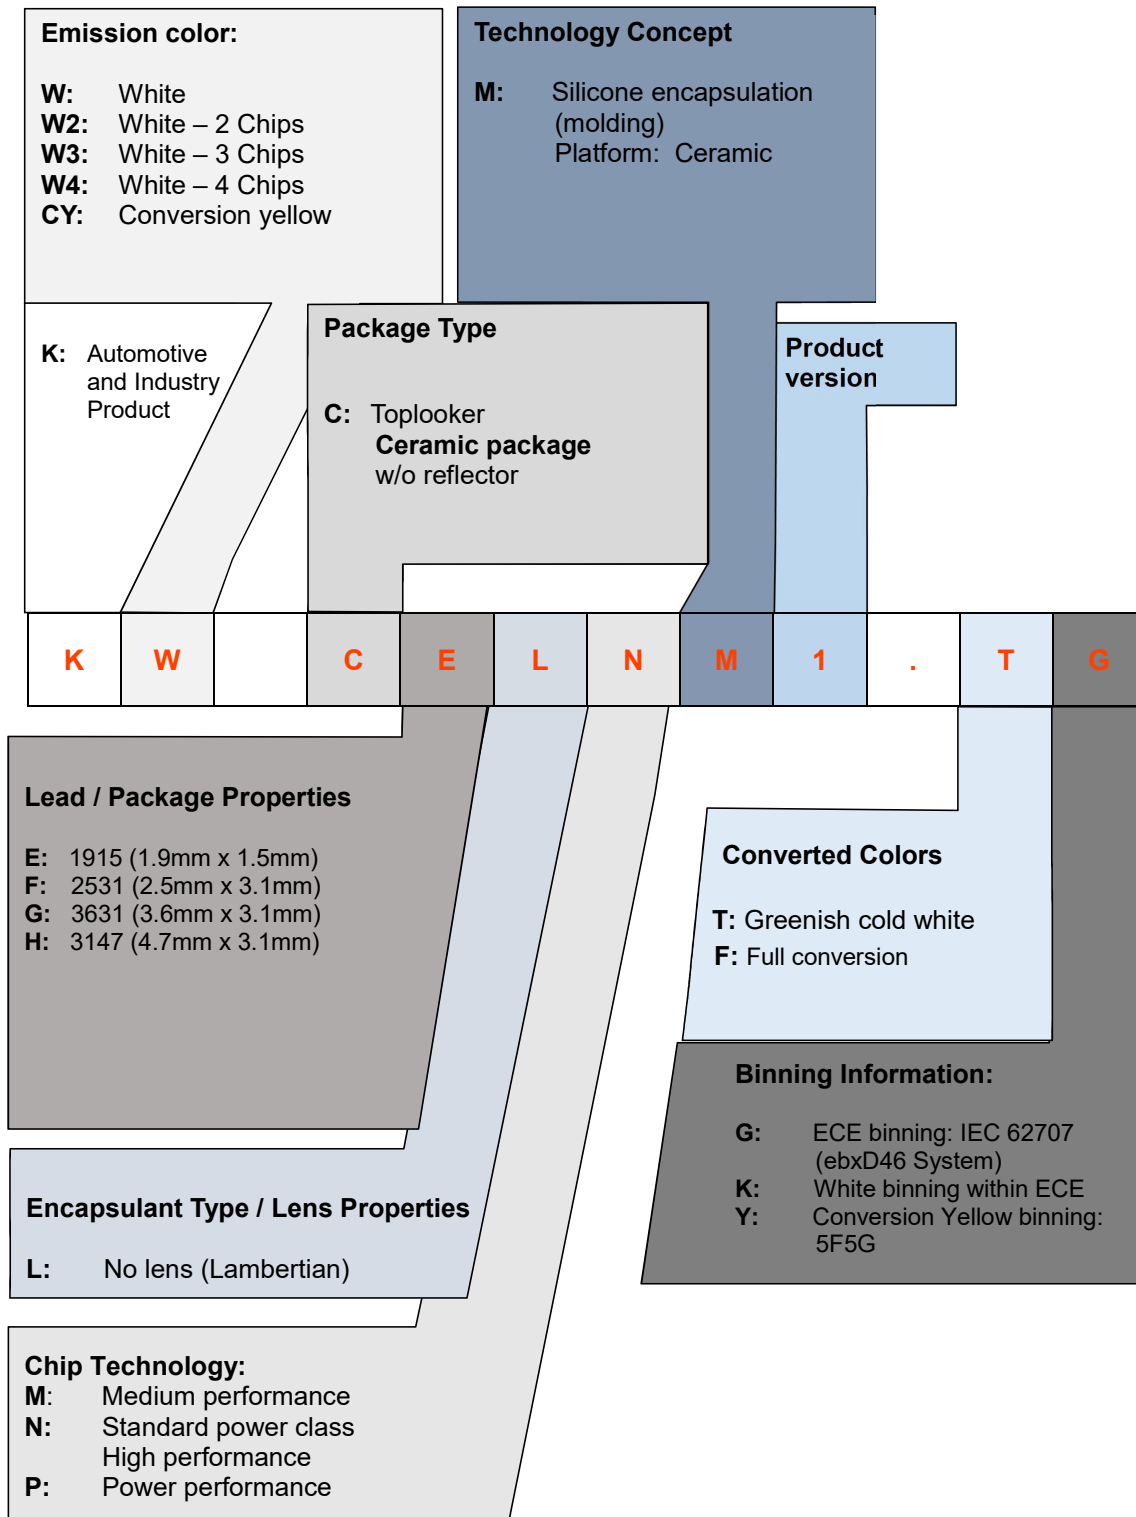 Emission color:
W: White
W2: White – 2 Chips
W3: White – 3 Chips
W4: White – 4 Chips
CY: Conversion yellow
Technology Concept
M: Silicone encapsulation
(molding)
Platform: Ceramic
K: Automotive
and Industry
Product
Package Type
C: Toplooker
Ceramic package
w/o reflector
Product
version
K W C E L N M 1 . T G
Lead / Package Properties
E: 1915 (1.9mm x 1.5mm)
F: 2531 (2.5mm x 3.1mm)
G: 3631 (3.6mm x 3.1mm)
H: 3147 (4.7mm x 3.1mm)
Converted Colors
T: Greenish cold white
F: Full conversion
Binning Information:
G: ECE binning: IEC 62707
(ebxD46 System)
K: White binning within ECE
Y: Conversion Yellow binning:
5F5G
Encapsulant Type / Lens Properties
L: No lens (Lambertian)
Chip Technology:
M: Medium performance
N: Standard power class
High performance
P: Power performance